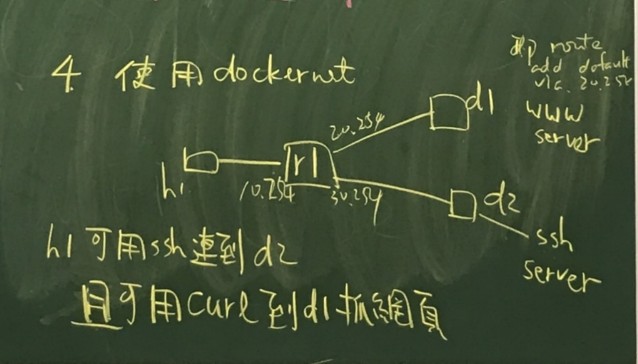 4. 使用dockernet
ip route
add default
via 20.254
www
server
d1
20.254
r1
h1
10.254
30.254
d2
ssh
server
h1可用ssh連到d2
且可用curl到d1抓網頁